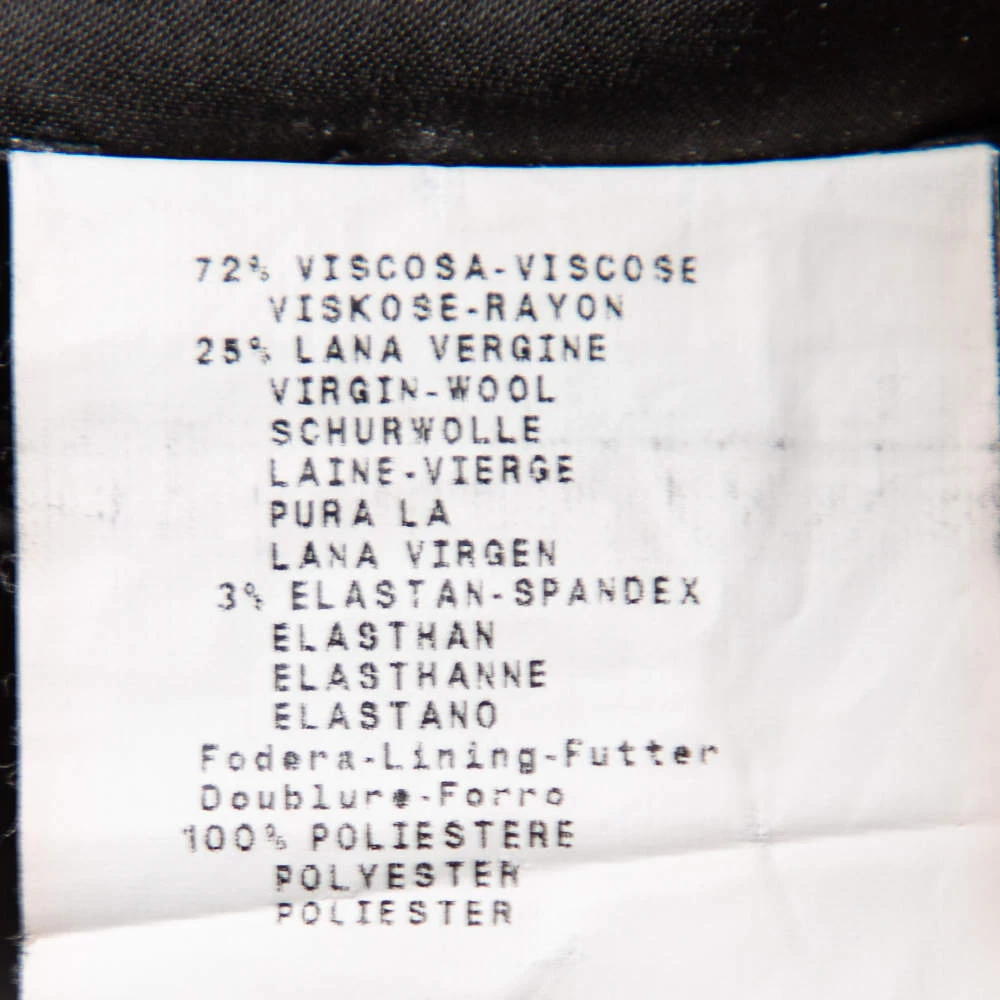 72% VISCOSA-VISCOSE
VISKOSE-RAYON
25% LANA VERGINE
VIRGIN-WOOL
SCHURWOLLE
LAINE-VIERGE
PURA LA
LANA VIRGEN
3% ELASTAN-SPANDEX
ELASTHAN
ELASTHANNE
ELASTANO
Fodera-Lining-Futter
Doublure-Forro
100% POLIESTERE
POLYESTER
POLIESTER